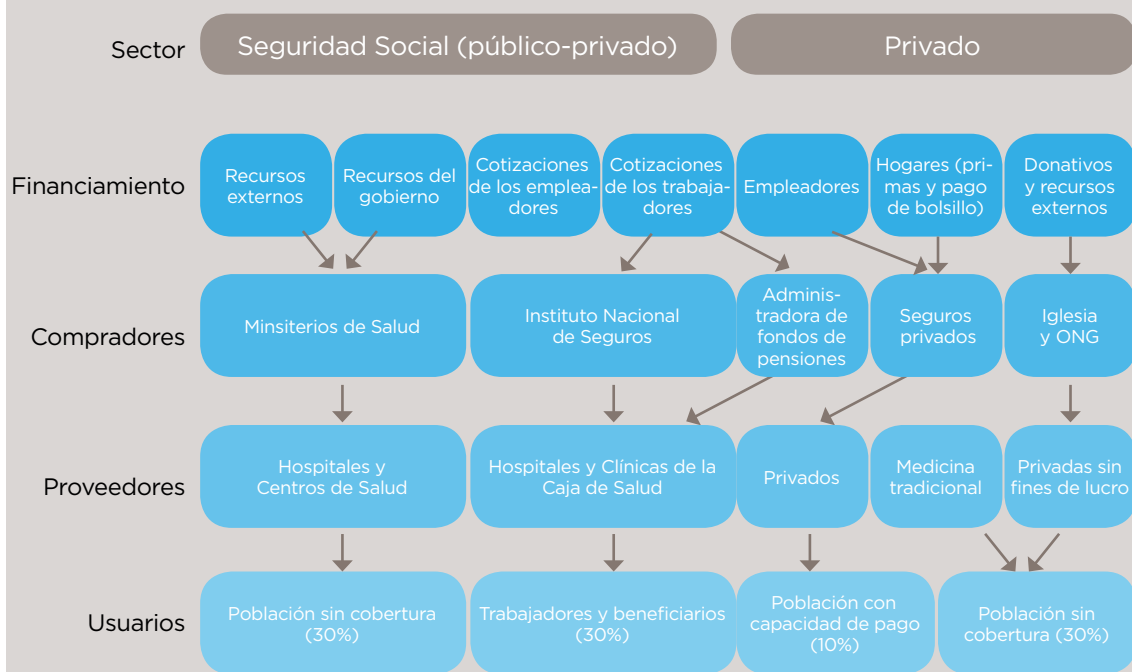 Sector
Seguridad Social (público-privado)
Privado
Financiamiento
Recursos
externos
Recursos del
gobierno
Cotizaciones
de los emplea-
dores
Cotizaciones
de los trabaja-
dores
Empleadores
Hogares (pri-
mas y pago
de bolsillo)
Donativos
y recursos
externos
Compradores
Minsiterios de Salud
Instituto Nacional
de Seguros
Adminis-
tradora de
fondos de
pensiones
Seguros
privados
Iglesia
y ONG
Proveedores
Hospitales y
Centros de Salud
Hospitales y Clínicas de la
Caja de Salud
Privados
Medicina
tradicional
Privadas sin
fines de lucro
Usuarios
Población sin cobertura
(30%)
Trabajadores y beneficiarios
(30%)
Población con
capacidad de pago
(10%)
Población sin
cobertura (30%)